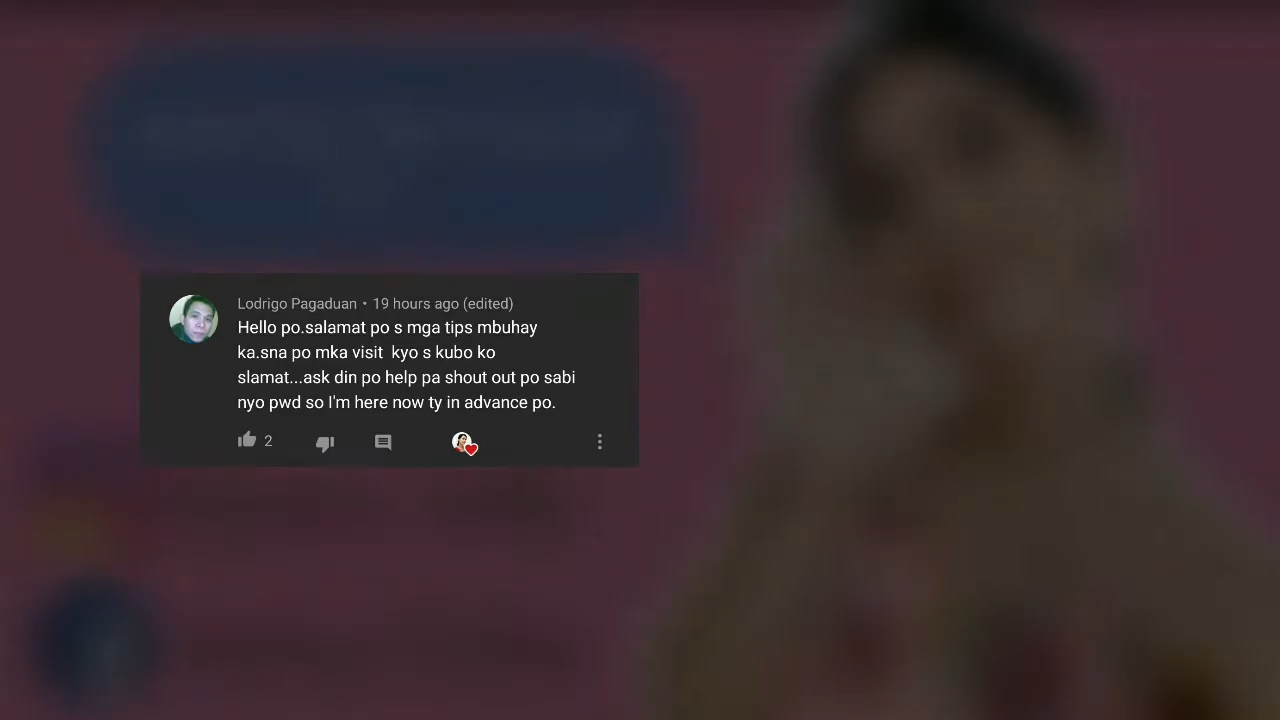 Lodrigo Pagaduan • 19 hours ago (edited)
Hello po.salamat po s mga tips mbuhay
ka.sna po mka visit  kyo s kubo ko
slamat...ask din po help pa shout out po sabi
nyo pwd so I'm here now ty in advance po.
2